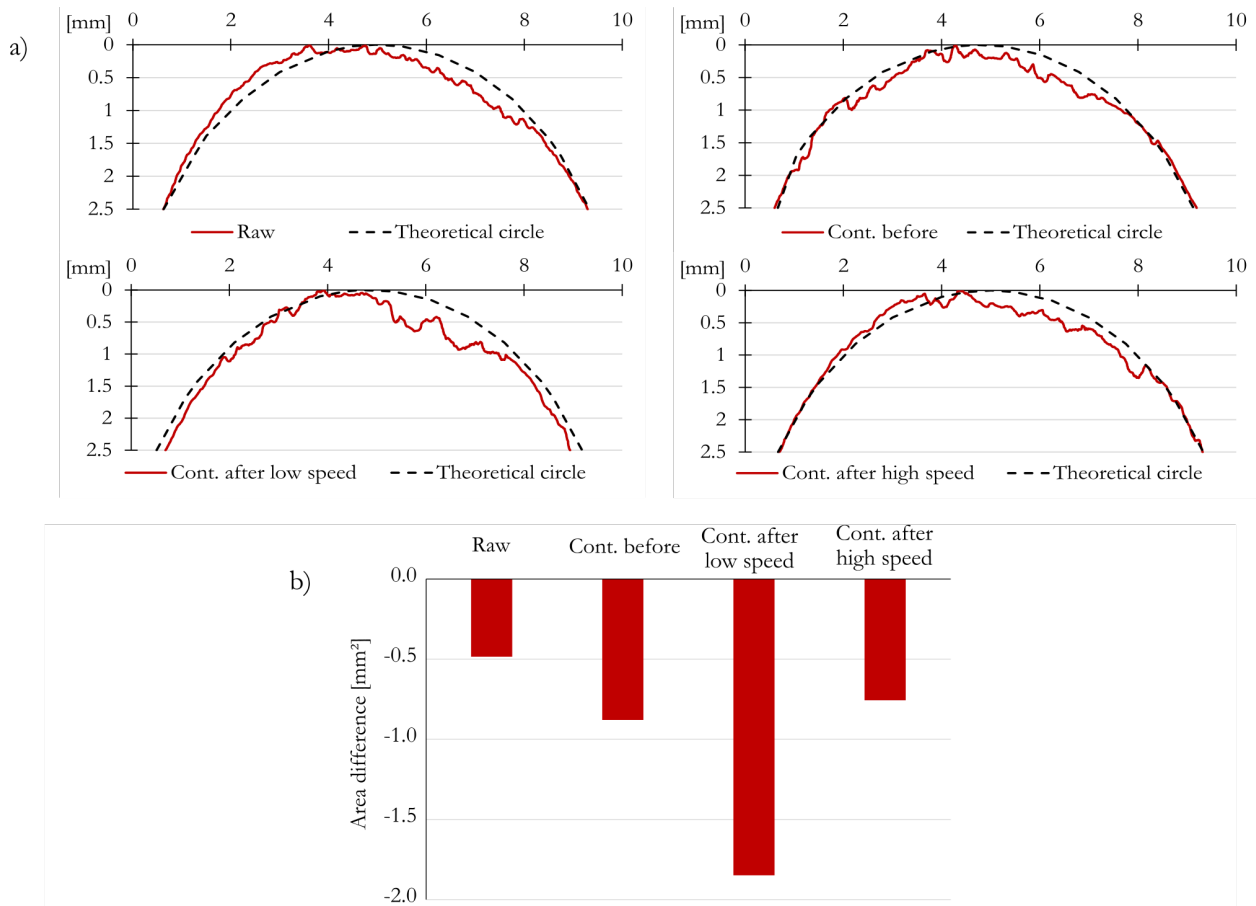 a)
[mm] 0 2 4 6 8 10
0
0.5
1
1.5
2
2.5
Raw Theoretical circle
[mm] 0 2 4 6 8 10
0
0.5
1
1.5
2
2.5
Cont. before Theoretical circle
[mm] 0 2 4 6 8 10
0
0.5
1
1.5
2
2.5
Cont. after low speed Theoretical circle
[mm] 0 2 4 6 8 10
0
0.5
1
1.5
2
2.5
Cont. after high speed Theoretical circle
b)
Raw
Cont. before
Cont. after
low speed
Cont. after
high speed
Area difference [mm²]
0.0
-0.5
-1.0
-1.5
-2.0